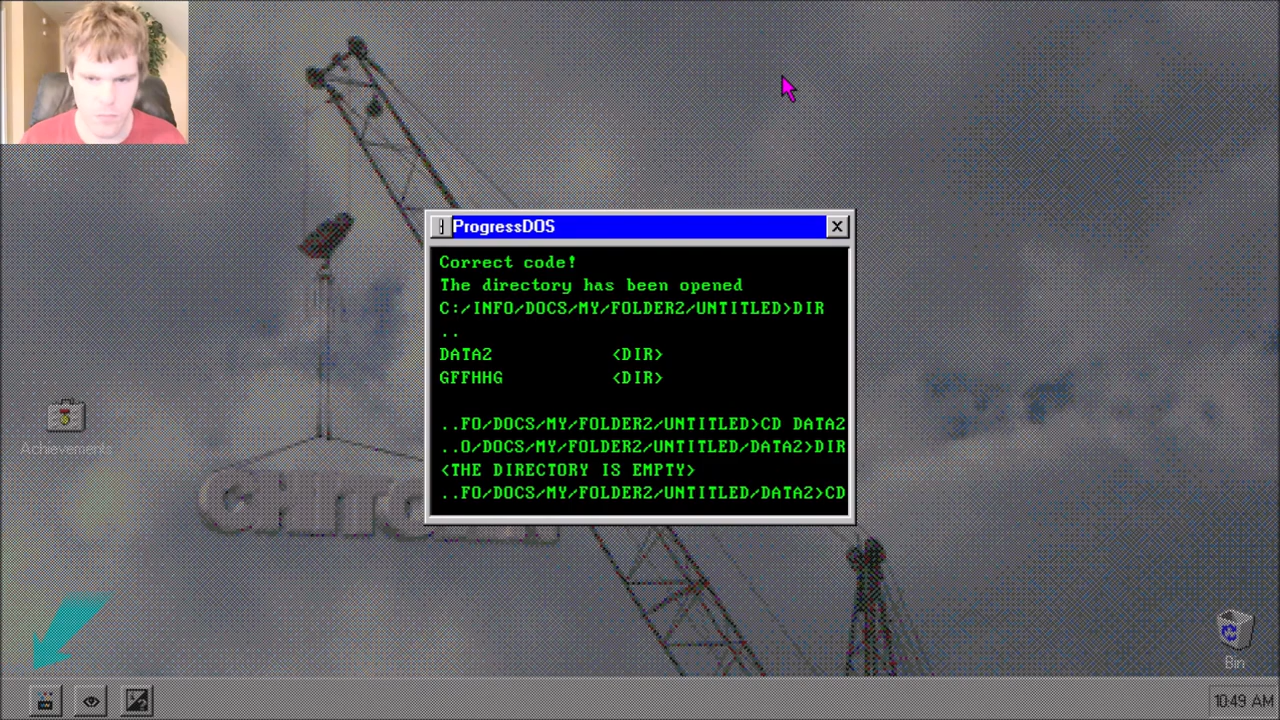 ProgressDOS
Correct code!
The directory has been opened
C:/INFO/DOCS/MY/FOLDER2/UNTITLED>DIR
..
DATA2 <DIR>
GFFHHG <DIR>
..FO/DOCS/MY/FOLDER2/UNTITLED>CD DATA2
..O/DOCS/MY/FOLDER2/UNTITLED/DATA2>DIR
<THE DIRECTORY IS EMPTY>
..FO/DOCS/MY/FOLDER2/UNTITLED/DATA2>CD
Achievements
Bin
10:49 AM